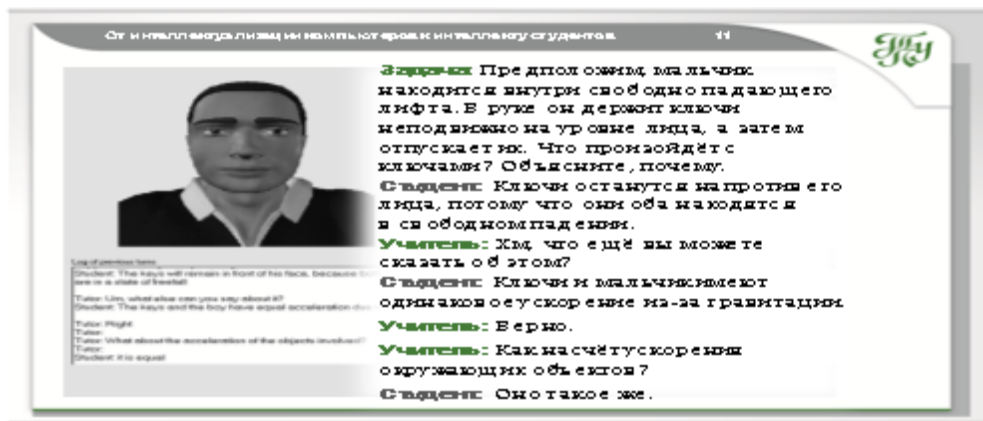 От интеллектуализации компьютеров к интеллекту студентов
11
ТПУ
Задача: Предположим, мальчик
находится внутри свободно падающего
лифта. В руке он держит ключи
неподвижно на уровне лица, а затем
отпускает их. Что произойдёт с
ключами? Объясните, почему.
Студент: Ключи останутся напротив его
лица, потому что они оба находятся
в свободном падении.
Учитель: Хм, что ещё вы можете
сказать об этом?
Студент: Ключи и мальчик имеют
одинаковое ускорение из-за гравитации.
Учитель: Верно.
Учитель: Как насчёт ускорения
окружающих объектов?
Студент: Оно такое же.
Log of previous turns
Student: The keys will remain in front of his face, because
are in a state of freefall
Tutor: Um, what else can you say about it?
Student: The keys and the boy have equal acceleration
Tutor: Right
Tutor:
Tutor: What about the acceleration of the objects involved?
Tutor:
Student: it is equal